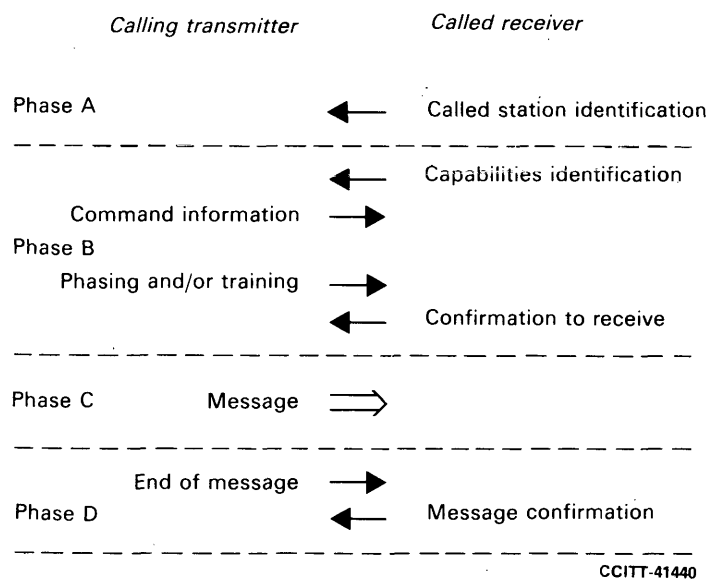 Calling transmitter Called receiver
Phase A Called station identification
Capabilities identification
Command information
Phase B
Phasing and/or training
Confirmation to receive
Phase C Message
End of message
Phase D Message confirmation
CCITT-41440